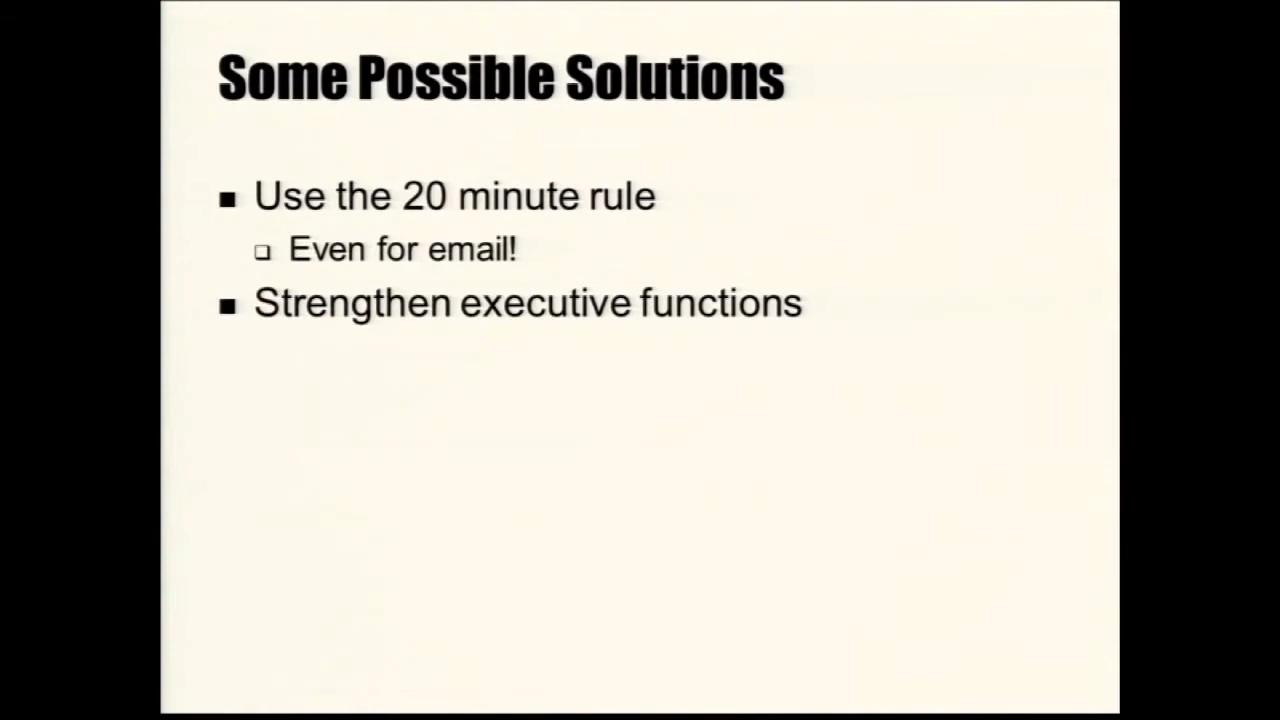 Some Possible Solutions
Use the 20 minute rule
Even for email!
Strengthen executive functions